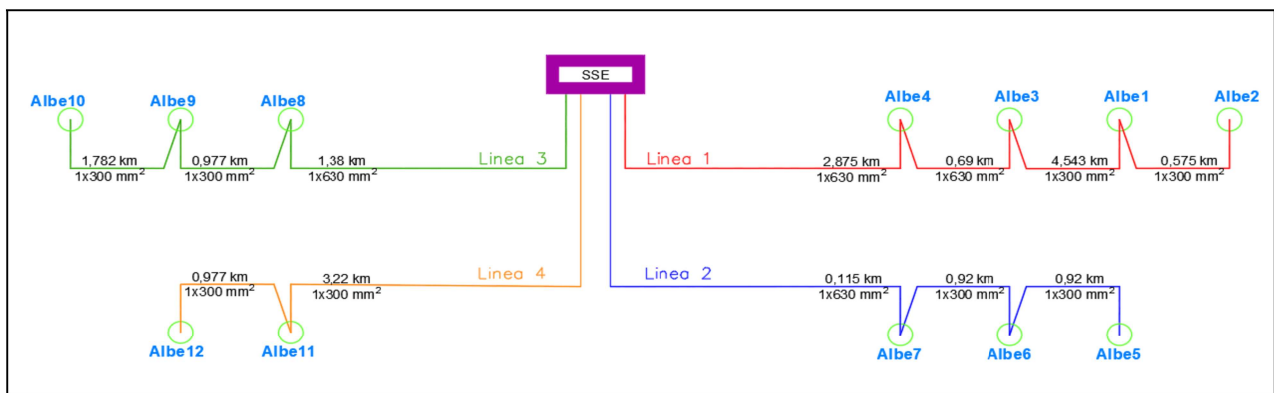 SSE
Albe10 Albe9 Albe8 Albe4 Albe3 Albe1 Albe2
1,782 km 0,977 km 1,38 km Linea 3 Linea 1 2,875 km 0,69 km 4,543 km 0,575 km
1x300 mm² 1x300 mm² 1x630 mm² 1x630 mm² 1x630 mm² 1x300 mm² 1x300 mm²
0,977 km 3,22 km Linea 4 Linea 2 0,115 km 0,92 km 0,92 km
1x300 mm² 1x300 mm² 1x630 mm² 1x300 mm² 1x300 mm²
Albe12 Albe11 Albe7 Albe6 Albe5